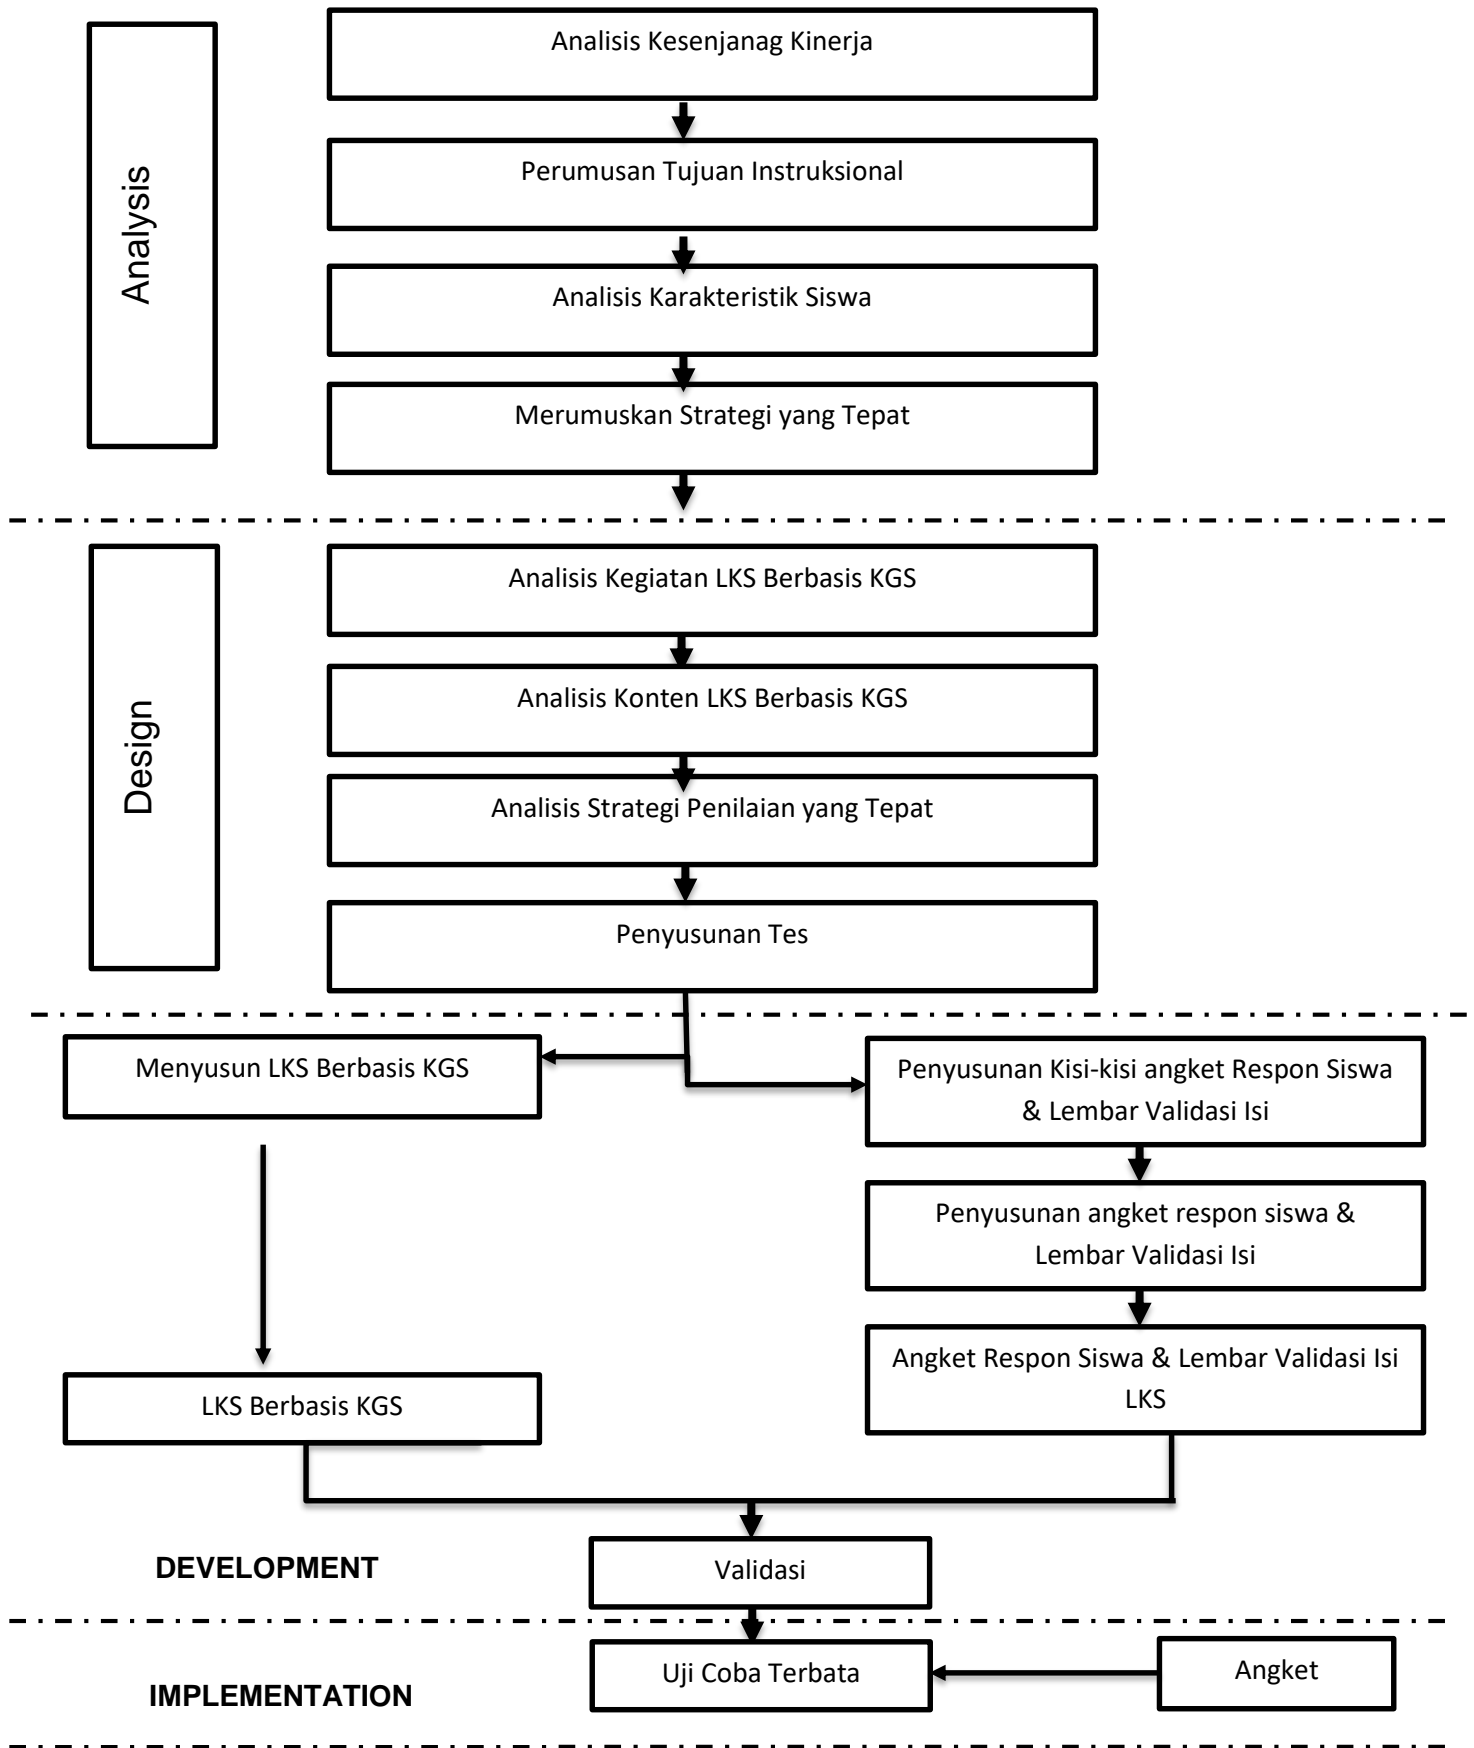 Analysis
Analisis Kesenjanag Kinerja
Perumusan Tujuan Instruksional
Analisis Karakteristik Siswa
Merumuskan Strategi yang Tepat
Design
Analisis Kegiatan LKS Berbasis KGS
Analisis Konten LKS Berbasis KGS
Analisis Strategi Penilaian yang Tepat
Penyusunan Tes
Menyusun LKS Berbasis KGS
LKS Berbasis KGS
Penyusunan Kisi-kisi angket Respon Siswa
& Lembar Validasi Isi
Penyusunan angket respon siswa &
Lembar Validasi Isi
Angket Respon Siswa & Lembar Validasi Isi
LKS
DEVELOPMENT
Validasi
IMPLEMENTATION
Uji Coba Terbata
Angket